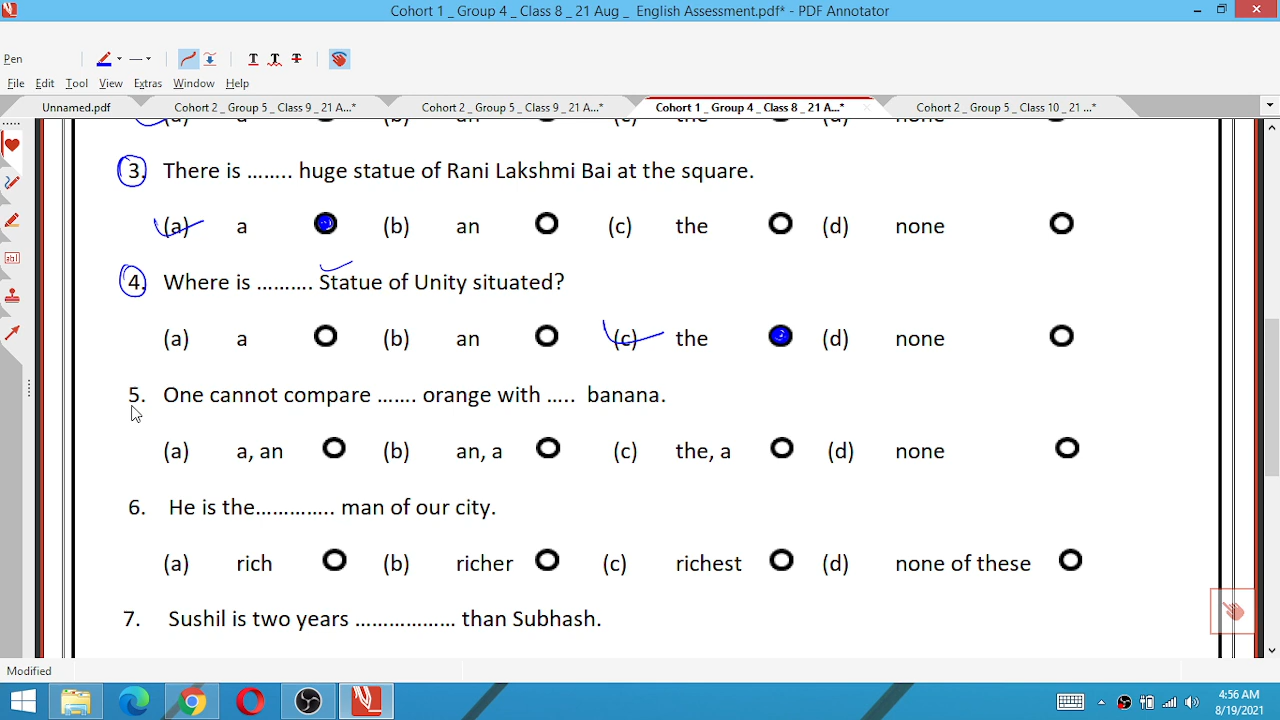 Cohort 1 _ Group 4 _ Class 8 _ 21 Aug _ English Assessment.pdf* - PDF Annotator
Pen
File Edit Tool View Extras Window Help
Unnamed.pdf Cohort 2 _ Group 5 _ Class 9 _ 21 A...* Cohort 2 _ Group 5 _ Class 9 _ 21 A...* Cohort 1 _ Group 4 _ Class 8 _ 21 A...* Cohort 2 _ Group 5 _ Class 10 _ 21 ...*
(a) a (b) an (c) the (d) none
3. There is …….. huge statue of Rani Lakshmi Bai at the square.
(a) a (b) an (c) the (d) none
4. Where is ………. Statue of Unity situated?
(a) a (b) an (c) the (d) none
5. One cannot compare ……. orange with ….. banana.
(a) a, an (b) an, a (c) the, a (d) none
6. He is the………….. man of our city.
(a) rich (b) richer (c) richest (d) none of these
7. Sushil is two years ……………… than Subhash.
Modified
4:56 AM
8/19/2021